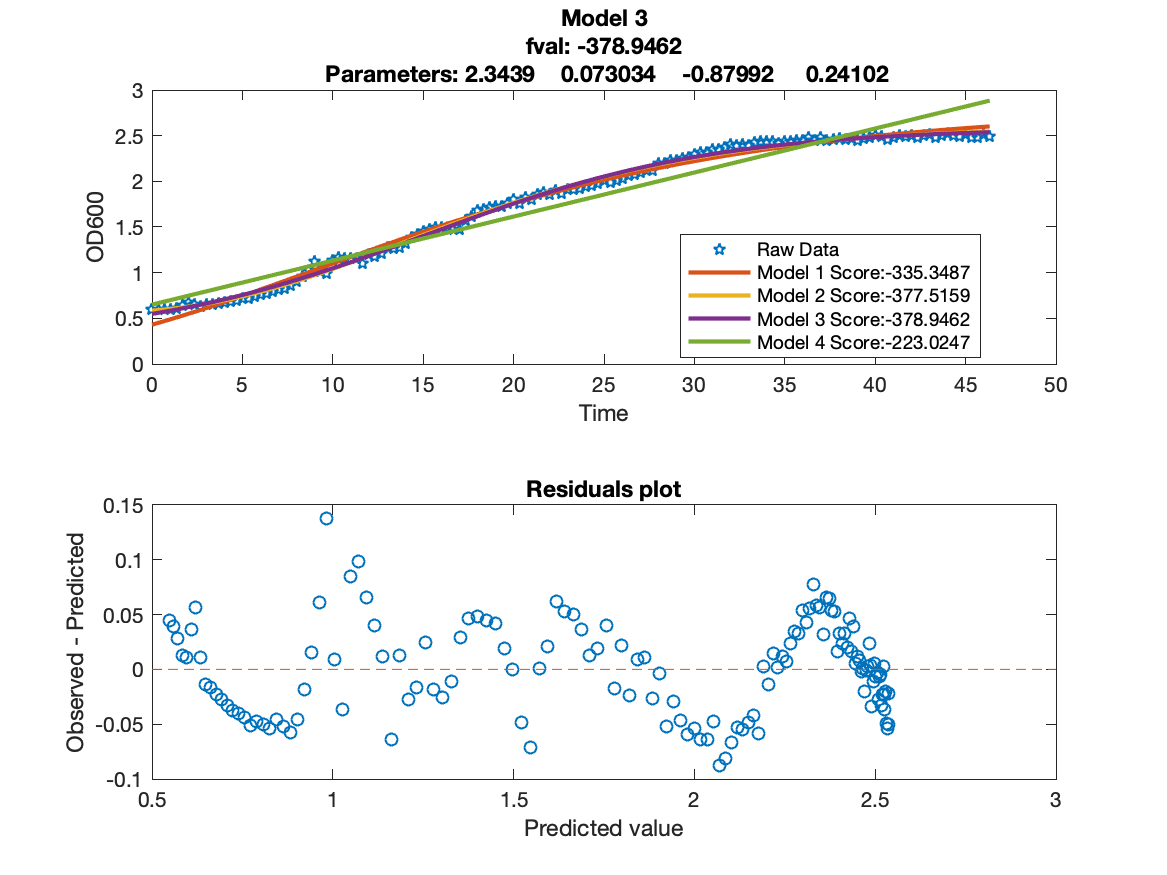 Model 3
fval: -378.9462
Parameters: 2.3439 0.073034 -0.87992 0.24102
3
2.5
2
1.5
1
0.5
0
OD600
Raw Data
Model 1 Score:-335.3487
Model 2 Score:-377.5159
Model 3 Score:-378.9462
Model 4 Score:-223.0247
0 5 10 15 20 25 30 35 40 45 50
Time
Residuals plot
0.15
0.1
0.05
0
-0.05
-0.1
Observed - Predicted
0.5 1 1.5 2 2.5 3
Predicted value